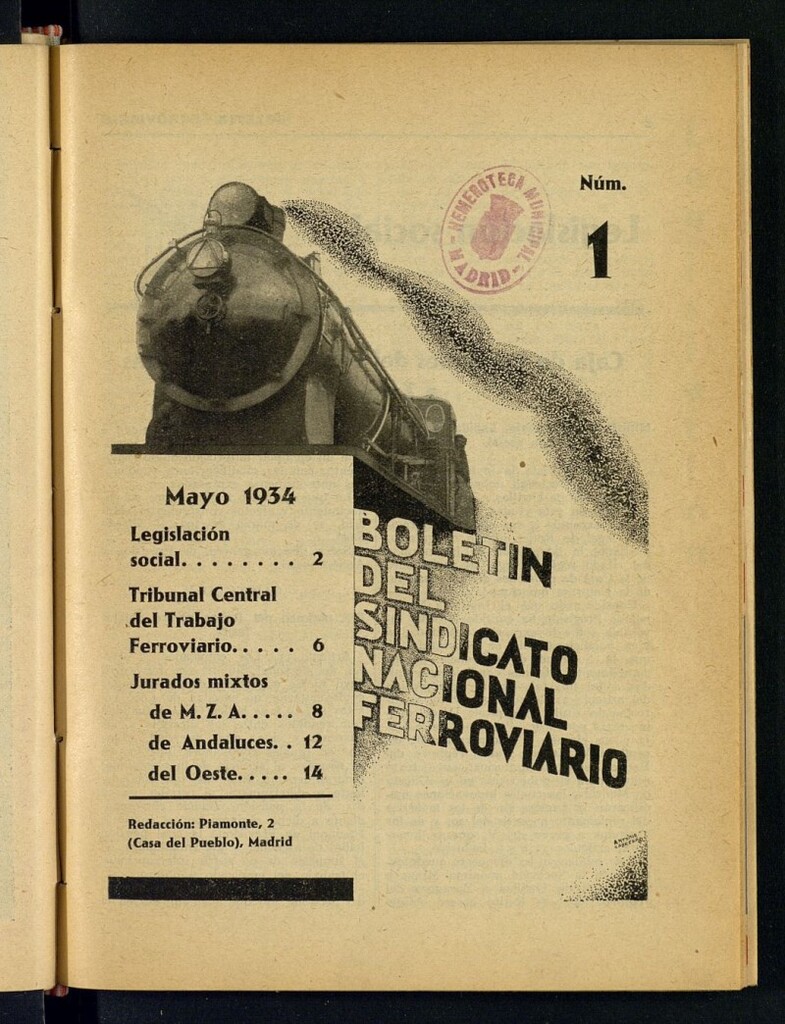 Núm.
1
HEMEROTECA MUNICIPAL
- MADRID -
Mayo 1934
Legislación
social. . . . . . . . 2
Tribunal Central
del Trabajo
Ferroviario. . . . . 6
Jurados mixtos
de M. Z. A. . . . . 8
de Andaluces. . 12
del Oeste. . . . . 14
Redacción: Piamonte, 2
(Casa del Pueblo), Madrid
BOLETIN
DEL
SINDICATO
NACIONAL
FERROVIARIO